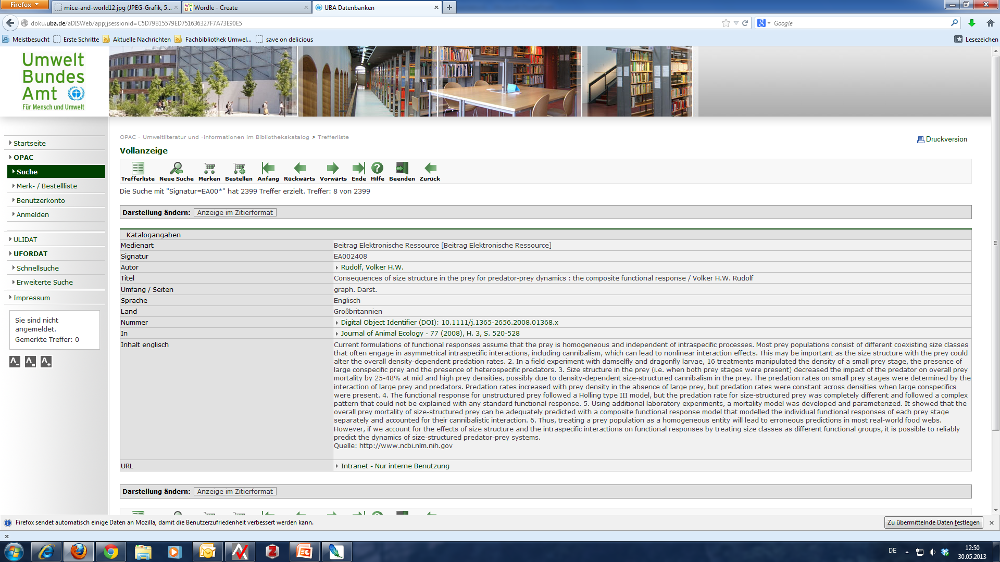 Firefox
mice-and-world12.jpg (JPEG-Grafik, 5...
Wordle - Create
UBA Datenbanken
doku.uba.de/aDISWeb/app;jsessionid=C5D79B15579ED751636327F7A73E90E5
Google
Meistbesucht
Erste Schritte
Aktuelle Nachrichten
Fachbibliothek Umwel...
save on delicious
Lesezeichen
Umwelt
Bundes
Amt
Für Mensch und Umwelt
Startseite
OPAC
Suche
Merk- / Bestellliste
Benutzerkonto
Anmelden
ULIDAT
UFORDAT
Schnellsuche
Erweiterte Suche
Impressum
Sie sind nicht
angemeldet.
Gemerkte Treffer: 0
A- A= A+
OPAC - Umweltliteratur und -informationen im Bibliothekskatalog > Trefferliste
Druckversion
Vollanzeige
Trefferliste Neue Suche Merken Bestellen Anfang Rückwärts Vorwärts Ende Hilfe Beenden Zurück
Die Suche mit "Signatur=EA00*" hat 2399 Treffer erzielt. Treffer: 8 von 2399
Darstellung ändern: Anzeige im Zitierformat
Katalogangaben
Medienart Beitrag Elektronische Ressource [Beitrag Elektronische Ressource]
Signatur EA002408
Autor Rudolf, Volker H.W.
Titel Consequences of size structure in the prey for predator-prey dynamics : the composite functional response / Volker H.W. Rudolf
Umfang / Seiten graph. Darst.
Sprache Englisch
Land Großbritannien
Nummer Digital Object Identifier (DOI): 10.1111/j.1365-2656.2008.01368.x
In Journal of Animal Ecology - 77 (2008), H. 3, S. 520-528
Inhalt englisch Current formulations of functional responses assume that the prey is homogeneous and independent of intraspecific processes. Most prey populations consist of different coexisting size classes
that often engage in asymmetrical intraspecific interactions, including cannibalism, which can lead to nonlinear interaction effects. This may be important as the size structure with the prey could
alter the overall density-dependent predation rates. 2. In a field experiment with damselfly and dragonfly larvae, 16 treatments manipulated the density of a small prey stage, the presence of
large conspecific prey and the presence of heterospecific predators. 3. Size structure in the prey (i.e. when both prey stages were present) decreased the impact of the predator on overall prey
mortality by 25-48% at mid and high prey densities, possibly due to density-dependent size-structured cannibalism in the prey. The predation rates on small prey stages were determined by the
interaction of large prey and predators. Predation rates increased with prey density in the absence of large prey, but predation rates were constant across densities when large conspecifics
were present. 4. The functional response for unstructured prey followed a Holling type III model, but the predation rate for size-structured prey was completely different and followed a complex
pattern that could not be explained with any standard functional response. 5. Using additional laboratory experiments, a mortality model was developed and parameterized. It showed that the
overall prey mortality of size-structured prey can be adequately predicted with a composite functional response model that modelled the individual functional responses of each prey stage
separately and accounted for their cannibalistic interaction. 6. Thus, treating a prey population as a homogeneous entity will lead to erroneous predictions in most real-world food webs.
However, if we account for the effects of size structure and the intraspecific interactions on functional responses by treating size classes as different functional groups, it is possible to reliably
predict the dynamics of size-structured predator-prey systems.
Quelle: http://www.ncbi.nlm.nih.gov
URL Intranet - Nur interne Benutzung
Darstellung ändern: Anzeige im Zitierformat
Firefox sendet automatisch einige Daten an Mozilla, damit die Benutzerzufriedenheit verbessert werden kann.
Zu übermittelnde Daten festlegen
DE
12:50
30.05.2013